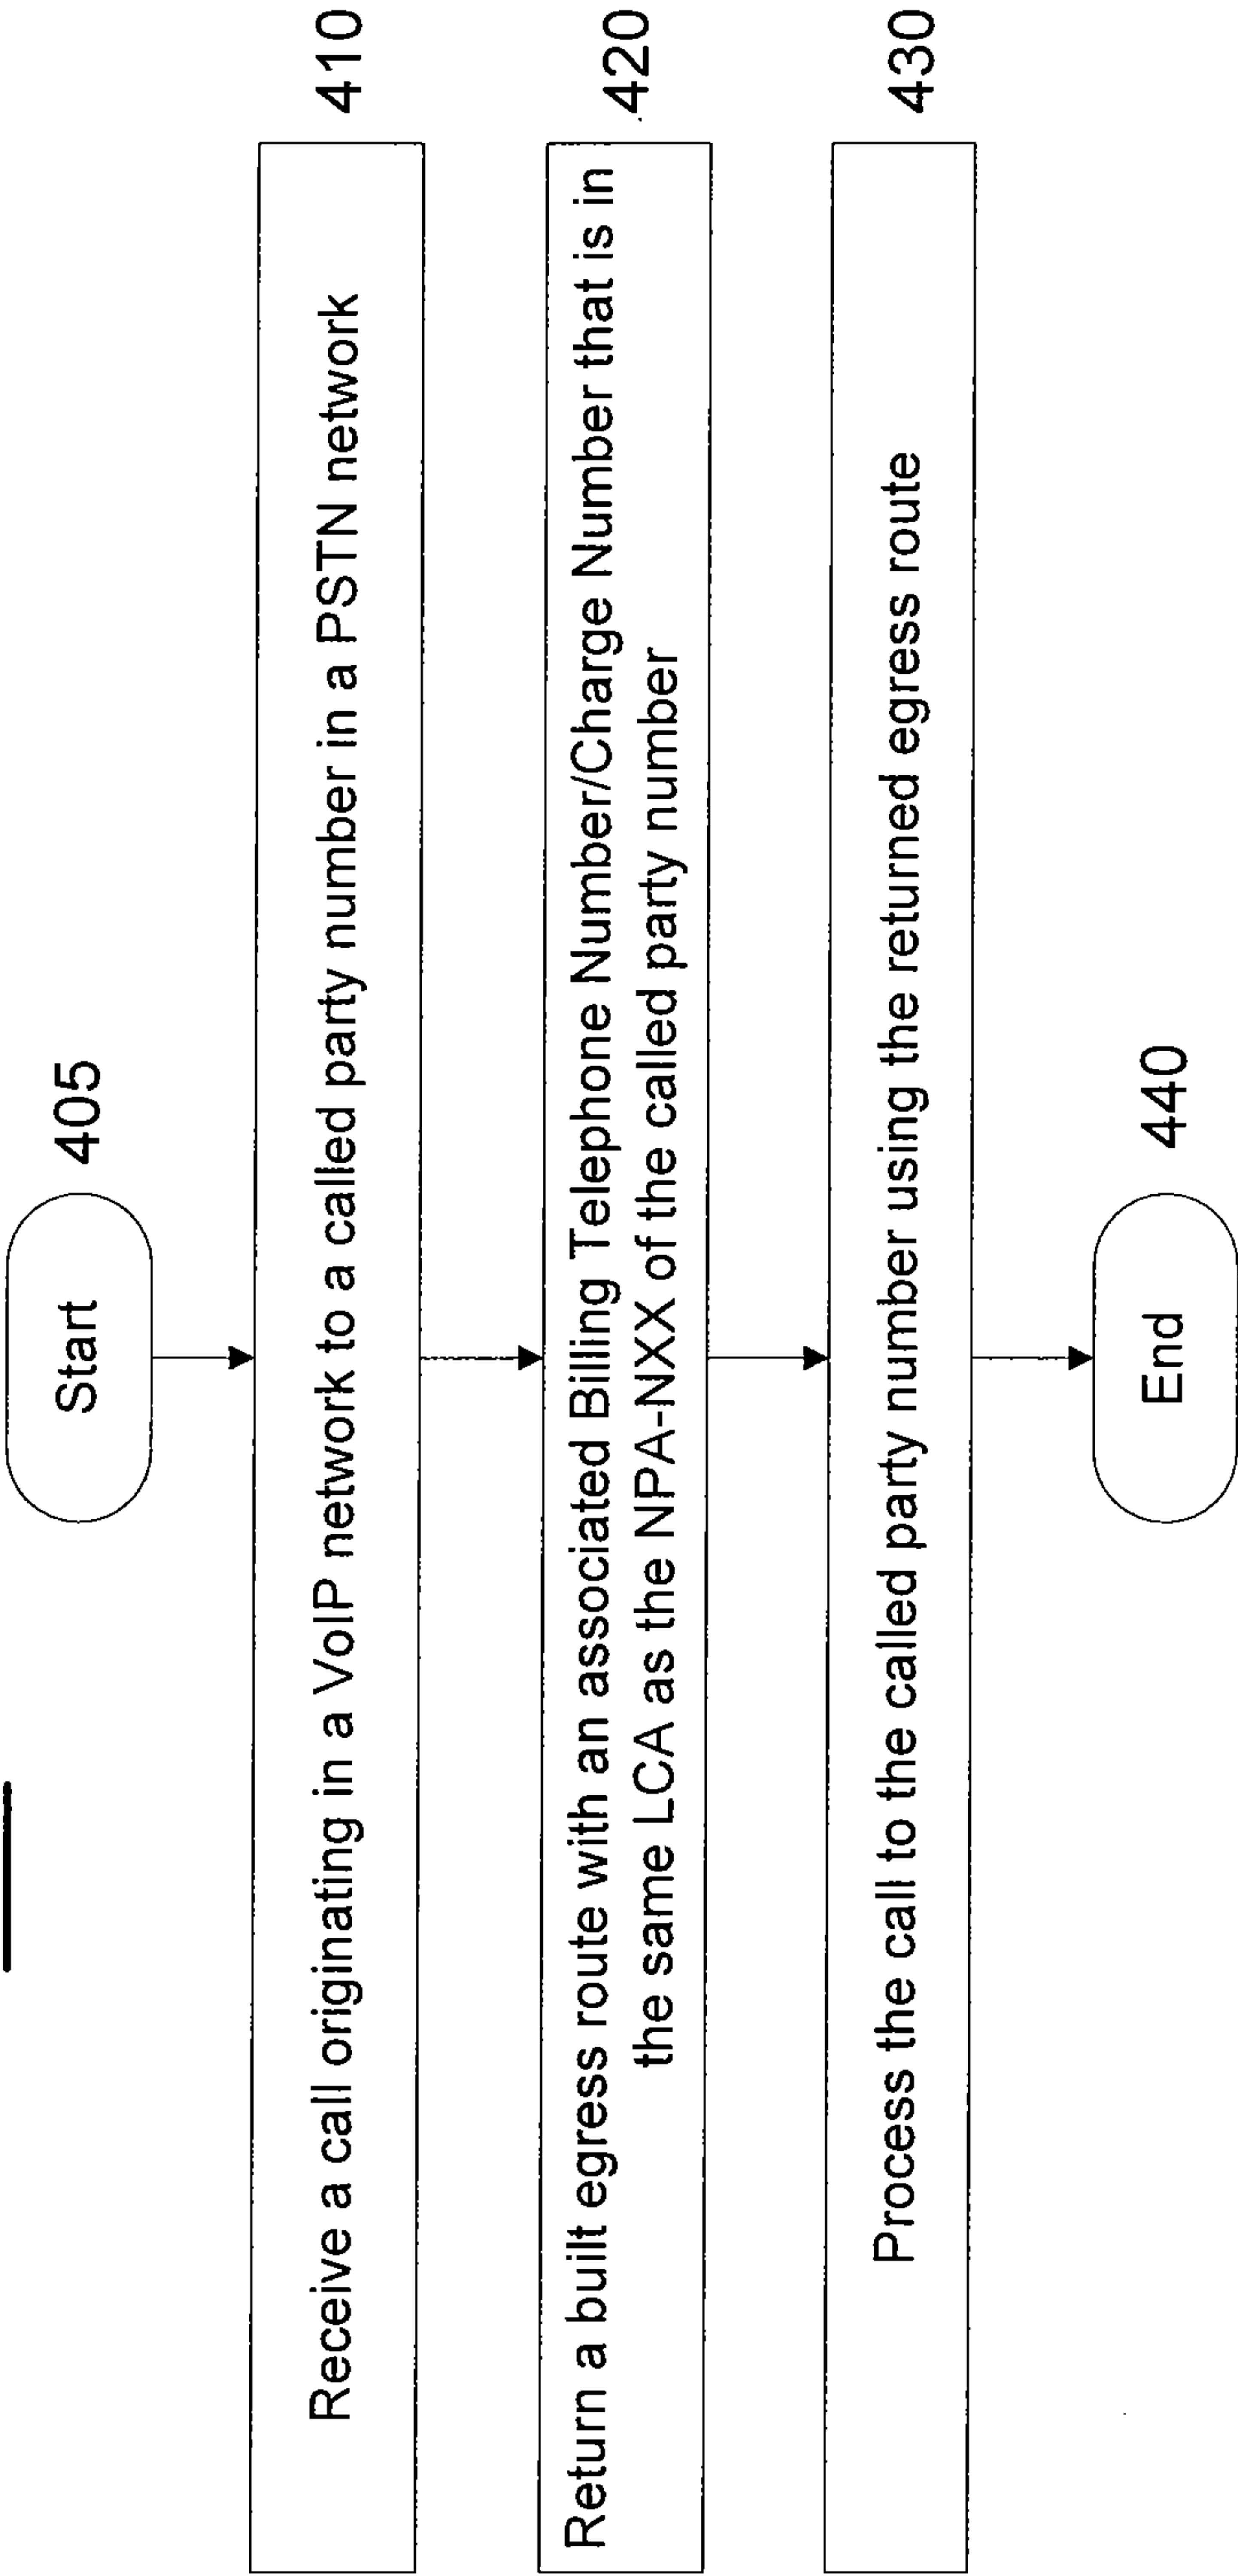 Start 405
Receive a call originating in a VoIP network to a called party number in a PSTN network 410
Return a built egress route with an associated Billing Telephone Number/Charge Number that is in
the same LCA as the NPA-NXX of the called party number
420
Process the call to the called party number using the returned egress route 430
End 440